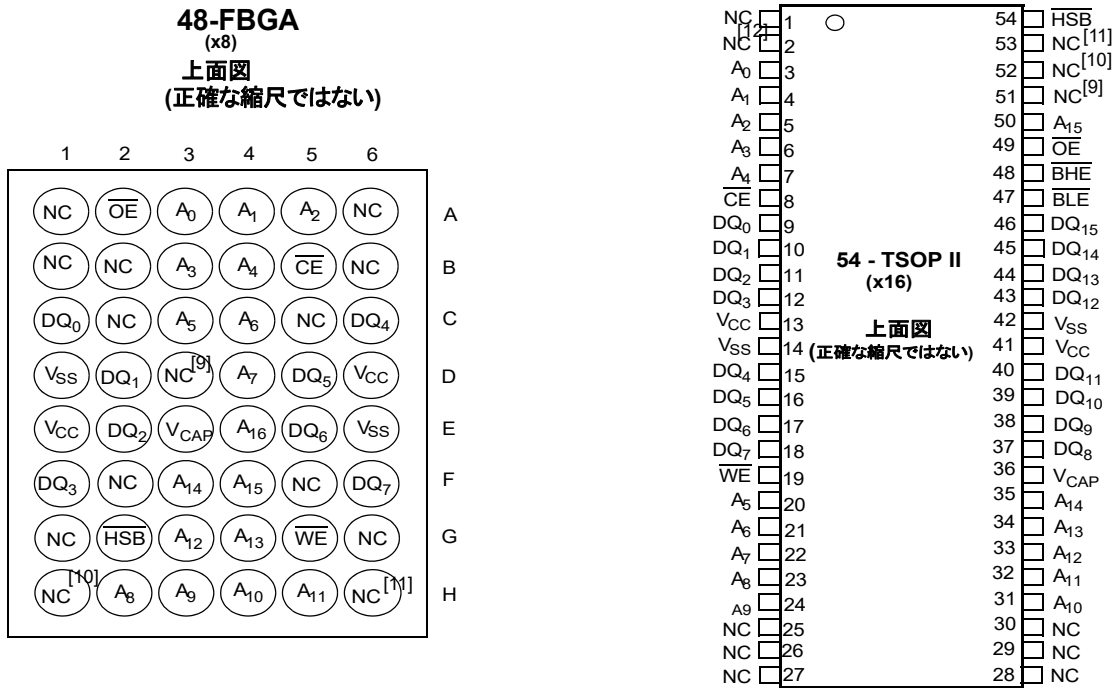 48-FBGA
(x8)
上面図
(正確な縮尺ではない)
1 2 3 4 5 6
NC OE A0 A1 A2 NC A
NC NC A3 A4 CE NC B
DQ0 NC A5 A6 NC DQ4 C
VSS DQ1 NC[9] A7 DQ5 VCC D
VCC DQ2 VCAP A16 DQ6 VSS E
DQ3 NC A14 A15 NC DQ7 F
NC HSB A12 A13 WE NC G
NC[10] A8 A9 A10 A11 NC[11] H
54 - TSOP II
(x16)
上面図
(正確な縮尺ではない)
NC 1 54 HSB
[12]
NC 2 53 NC[11]
A0 3 52 NC[10]
A1 4 51 NC[9]
A2 5 50 A15
A3 6 49 OE
A4 7 48 BHE
CE 8 47 BLE
DQ0 9 46 DQ15
DQ1 10 45 DQ14
DQ2 11 44 DQ13
DQ3 12 43 DQ12
VCC 13 42 VSS
VSS 14 41 VCC
DQ4 15 40 DQ11
DQ5 16 39 DQ10
DQ6 17 38 DQ9
DQ7 18 37 DQ8
WE 19 36 VCAP
A5 20 35 A14
A6 21 34 A13
A7 22 33 A12
A8 23 32 A11
A9 24 31 A10
NC 25 30 NC
NC 26 29 NC
NC 27 28 NC